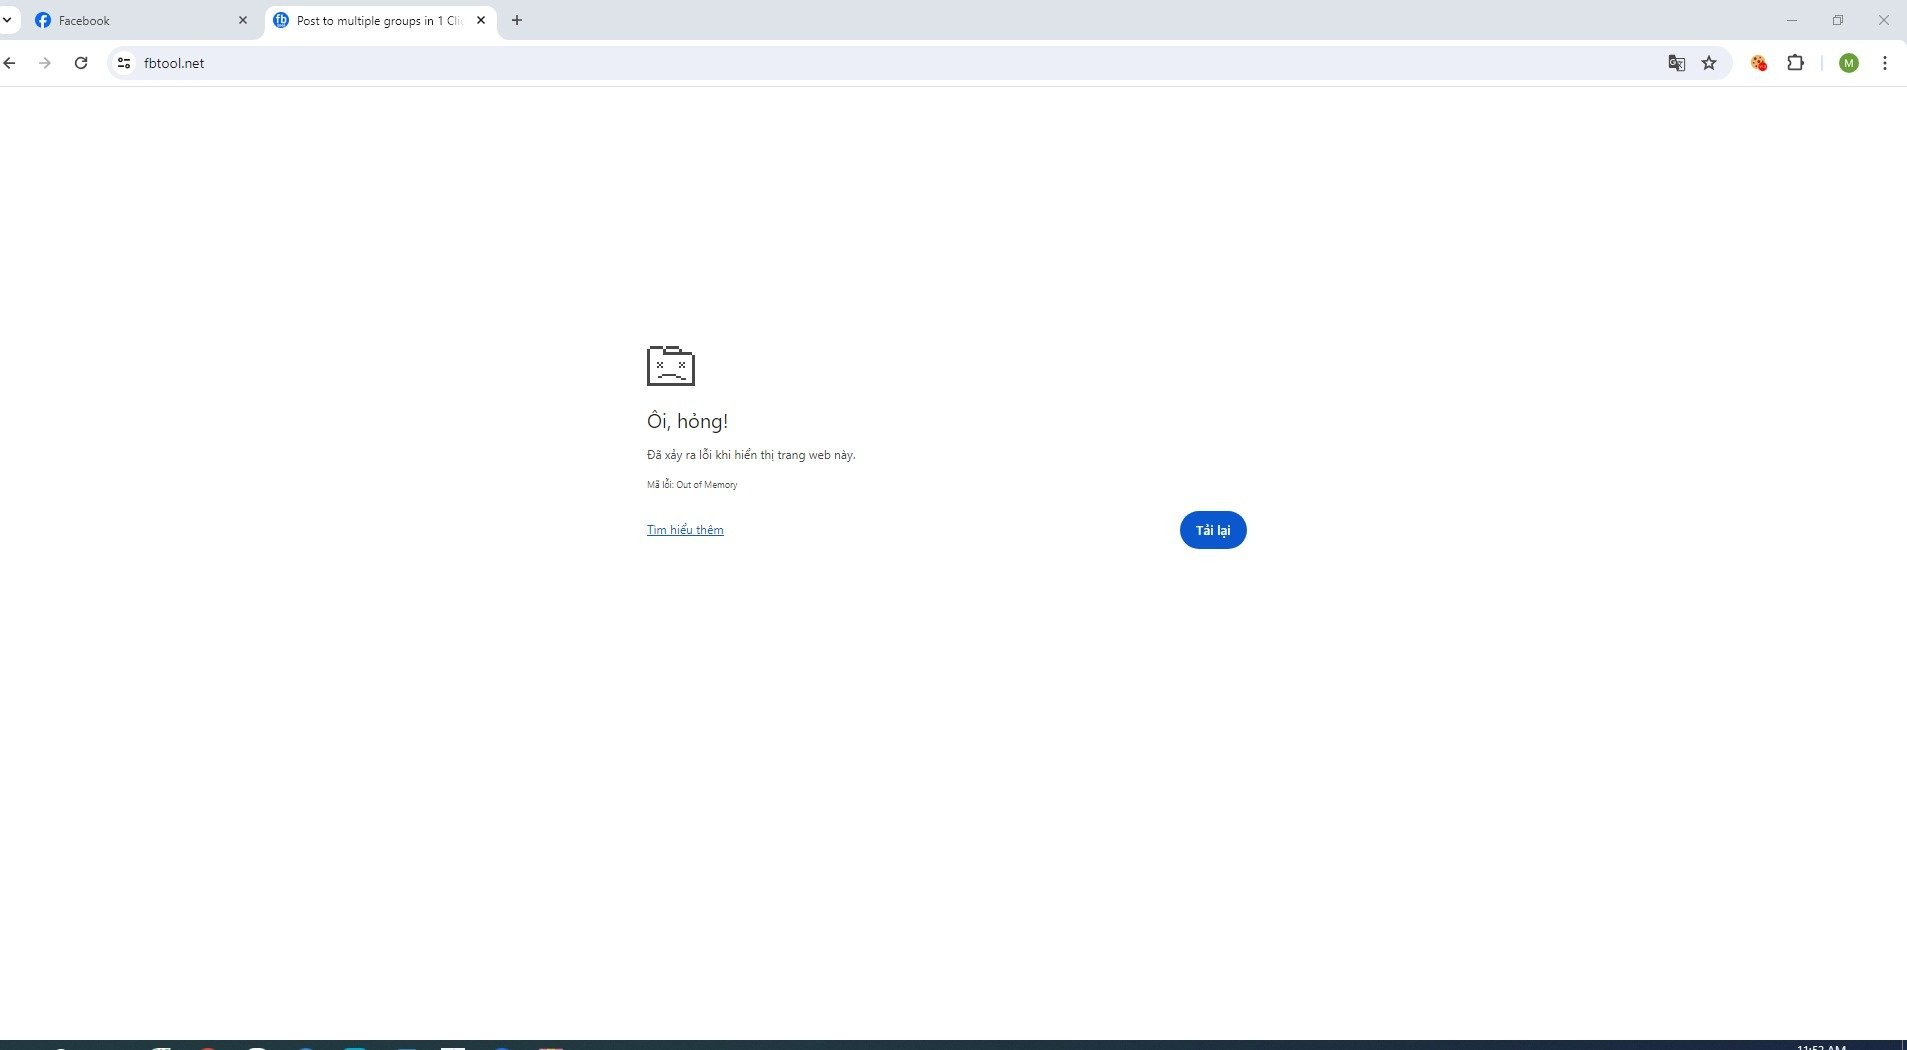 Facebook
Post to multiple groups in 1 Clic
fbtool.net
M
Ôi, hỏng!
Đã xảy ra lỗi khi hiển thị trang web này.
Mã lỗi: Out of Memory
Tìm hiểu thêm
Tải lại
11:52 AM